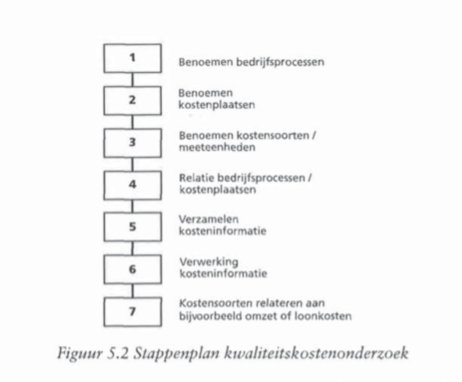 1
Benoemen bedrijfsprocessen
2
Benoemen
kostenplaatsen
3
Benoemen kostensoorten /
meeteenheden
4
Relatie bedrijfsprocessen /
kostenplaatsen
5
Verzamelen
kosteninformatie
6
Verwerking
kosteninformatie
7
Kostensoorten relateren aan
bijvoorbeeld omzet of loonkosten
Figuur 5.2 Stappenplan kwaliteitskostenonderzoek